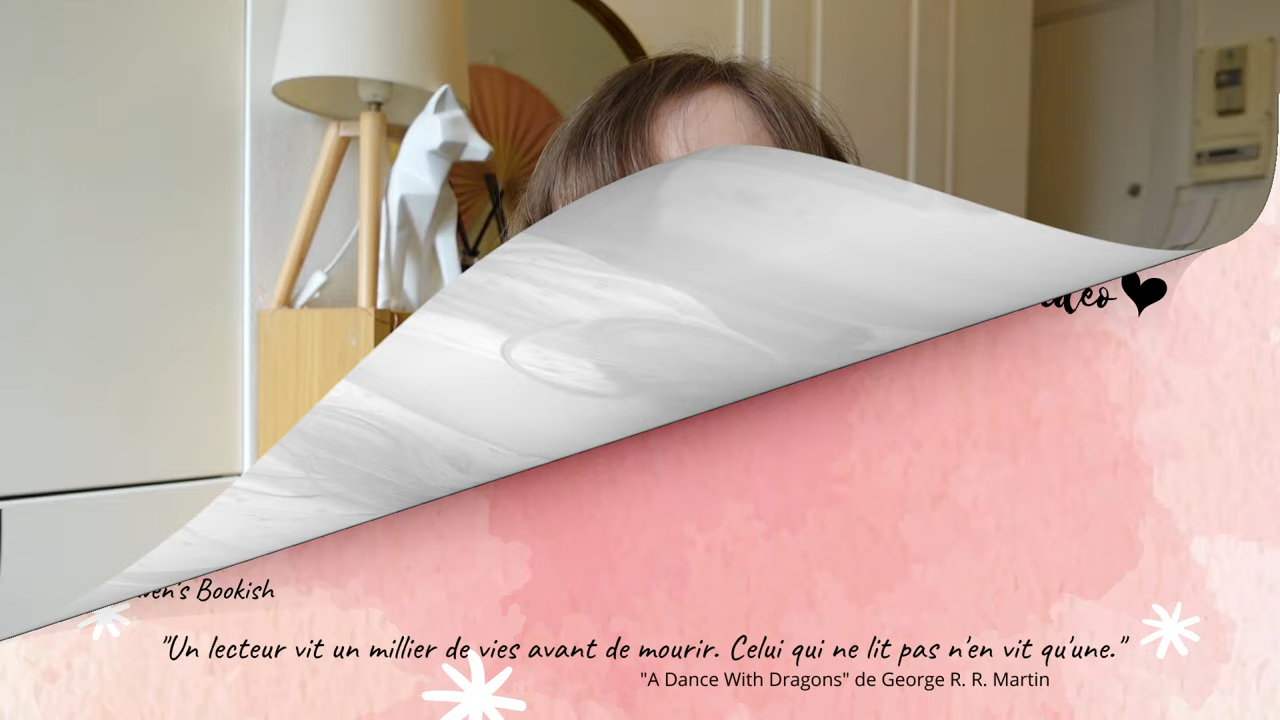 Bookish
"Un lecteur vit un millier de vies avant de mourir. Celui qui ne lit pas n'en vit qu'une."
"A Dance With Dragons" de George R. R. Martin